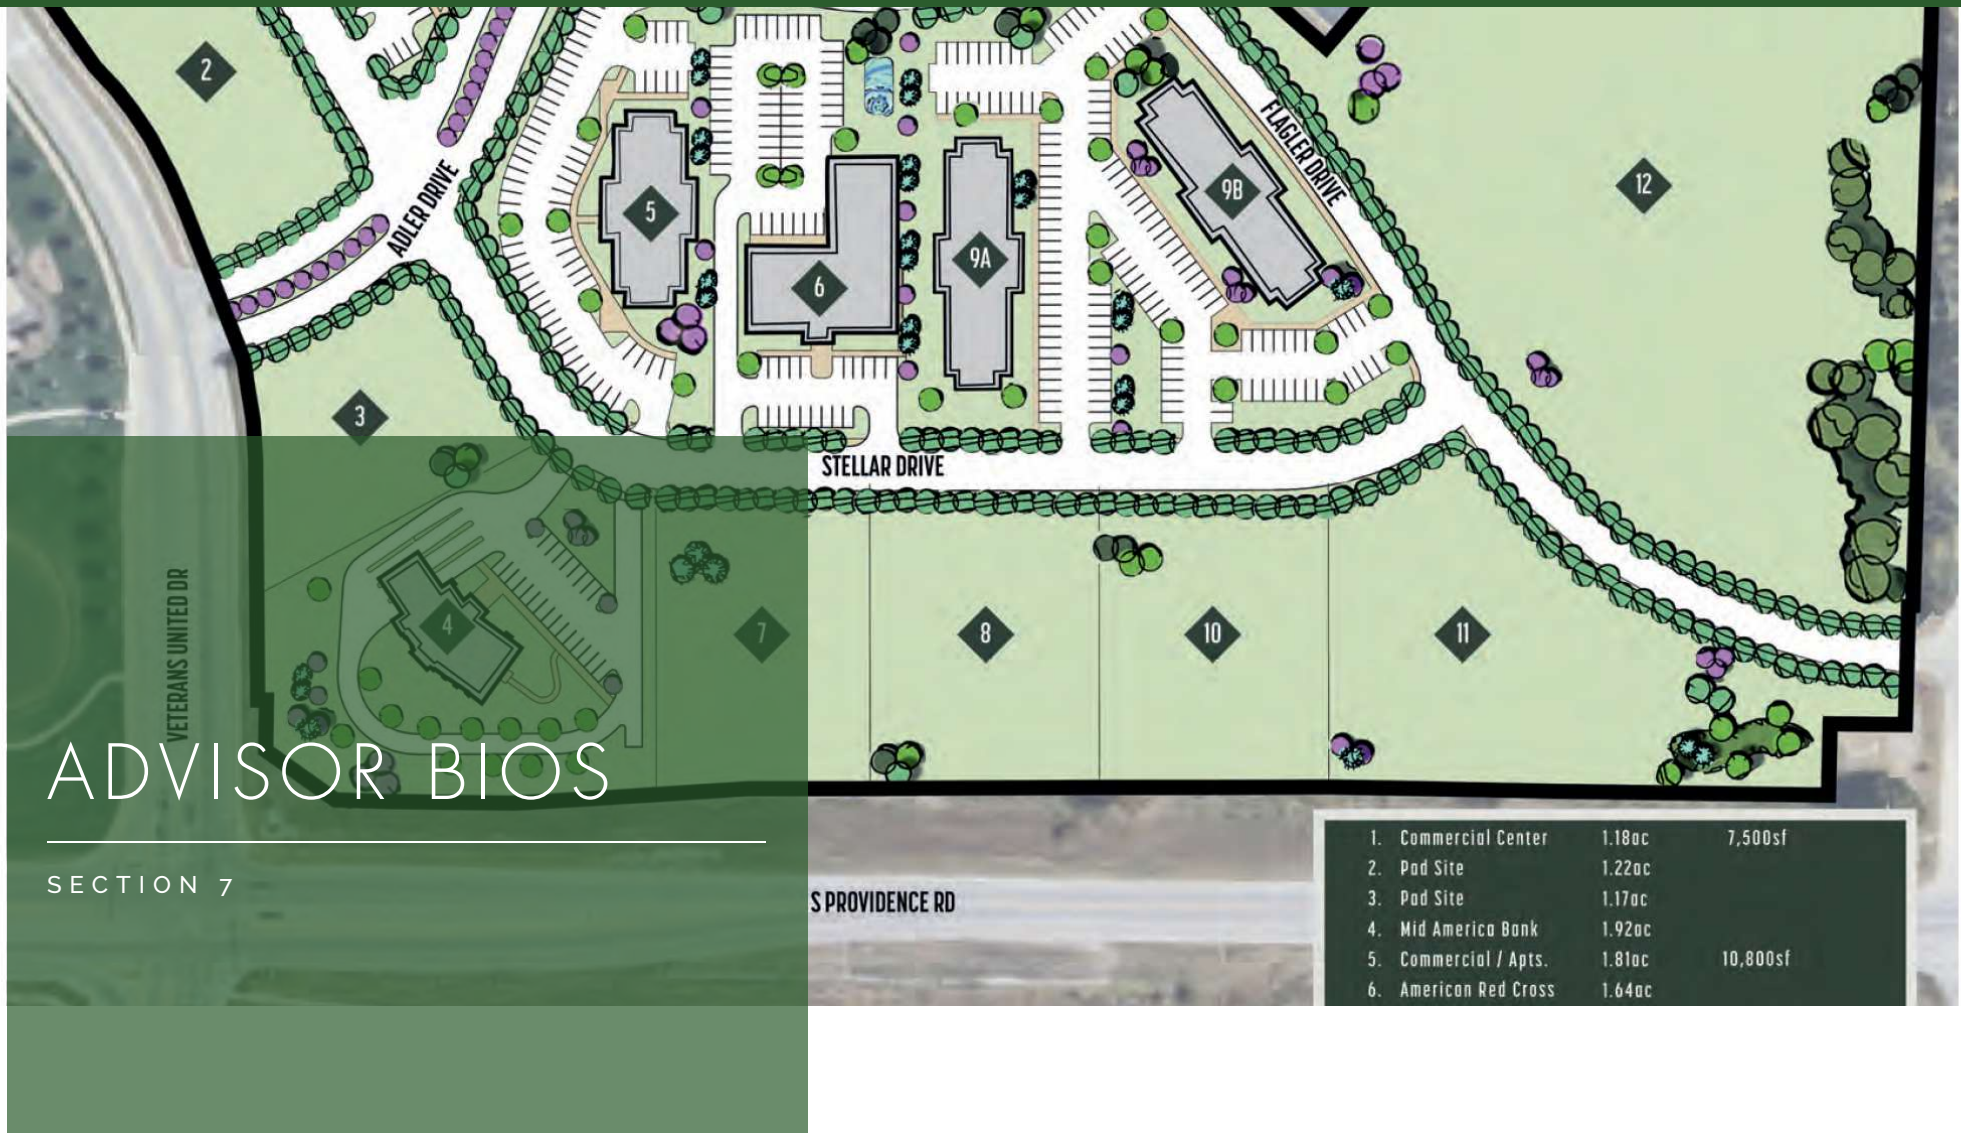 2
ADLER DRIVE
FLAGLER DRIVE
12
5
6
9A
9B
3
STELLAR DRIVE
VETERANS UNITED DR
4
7
8
10
11
ADVISOR BIOS
SECTION 7
S PROVIDENCE RD
1. Commercial Center 1.18ac 7,500sf
2. Pad Site 1.22ac
3. Pad Site 1.17ac
4. Mid America Bank 1.92ac
5. Commercial / Apts. 1.81ac 10,800sf
6. American Red Cross 1.64ac